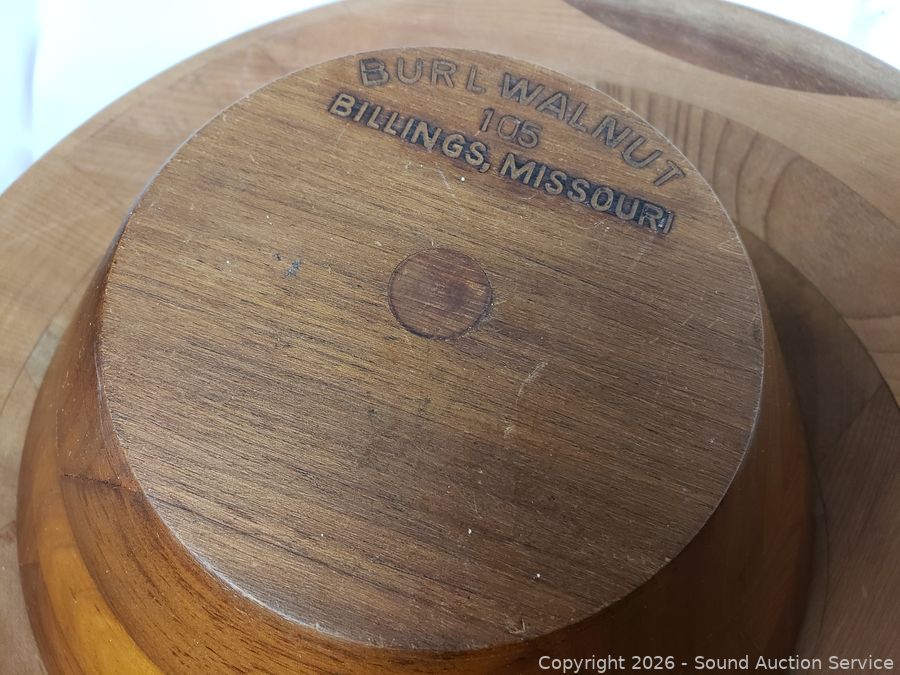 BURL WALNUT
105
BILLINGS, MISSOURI
Copyright 2026 - Sound Auction Service